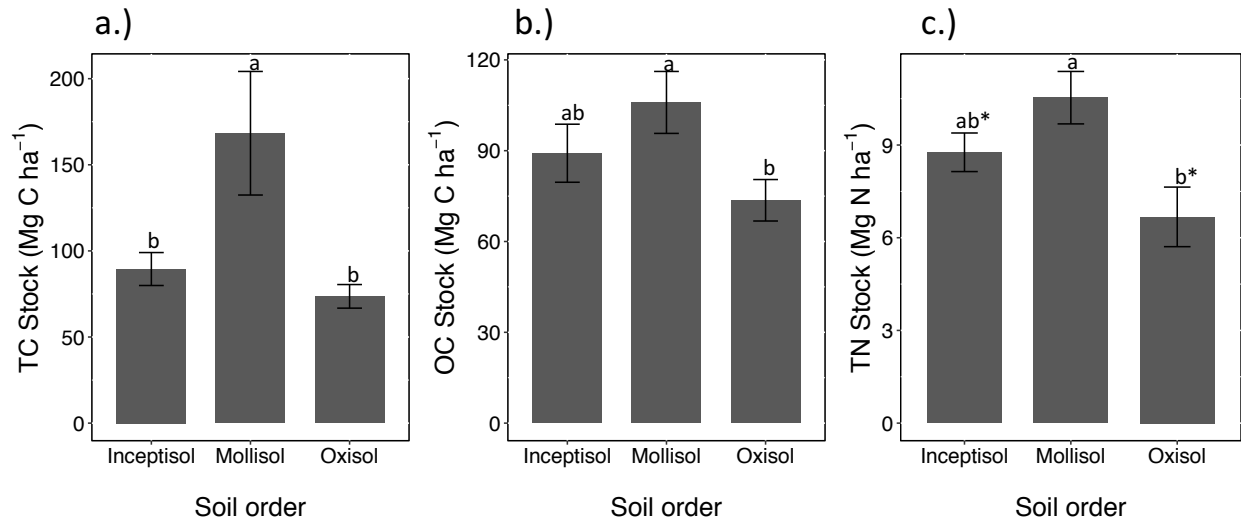 a.)
TC Stock (Mg C ha⁻¹)
200
150
100
50
0
b
a
b
Inceptisol Mollisol Oxisol
Soil order
b.)
OC Stock (Mg C ha⁻¹)
120
90
60
30
0
ab
a
b
Inceptisol Mollisol Oxisol
Soil order
c.)
TN Stock (Mg N ha⁻¹)
9
6
3
0
ab*
a
b*
Inceptisol Mollisol Oxisol
Soil order